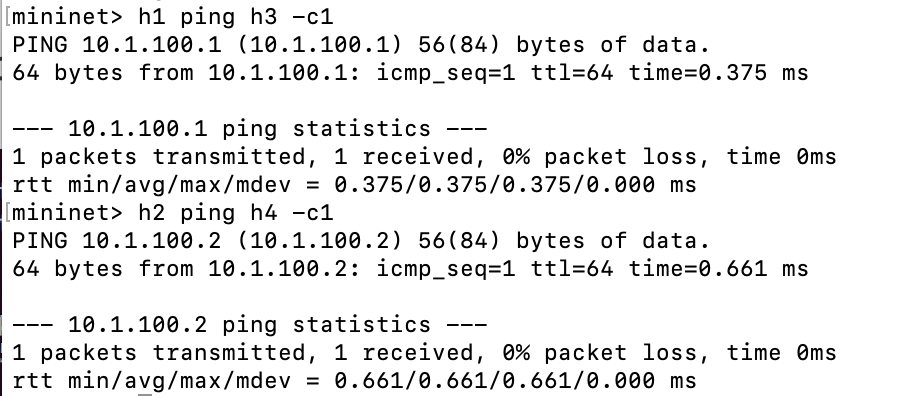 [mininet> h1 ping h3 -c1
PING 10.1.100.1 (10.1.100.1) 56(84) bytes of data.
64 bytes from 10.1.100.1: icmp_seq=1 ttl=64 time=0.375 ms

--- 10.1.100.1 ping statistics ---
1 packets transmitted, 1 received, 0% packet loss, time 0ms
rtt min/avg/max/mdev = 0.375/0.375/0.375/0.000 ms
[mininet> h2 ping h4 -c1
PING 10.1.100.2 (10.1.100.2) 56(84) bytes of data.
64 bytes from 10.1.100.2: icmp_seq=1 ttl=64 time=0.661 ms

--- 10.1.100.2 ping statistics ---
1 packets transmitted, 1 received, 0% packet loss, time 0ms
rtt min/avg/max/mdev = 0.661/0.661/0.661/0.000 ms